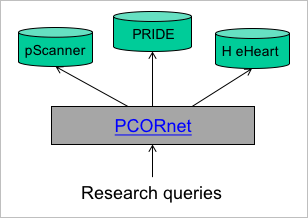 pScanner
PRIDE
H eHeart
PCORnet
Research queries